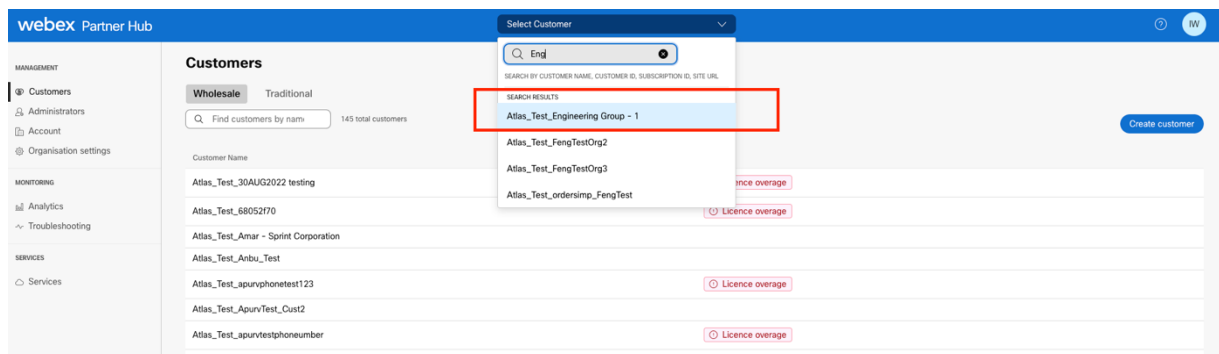 webex Partner Hub
Select Customer
IW
Eng
SEARCH BY CUSTOMER NAME, CUSTOMER ID, SUBSCRIPTION ID, SITE URL
SEARCH RESULTS
Atlas_Test_Engineering Group - 1
Atlas_Test_FengTestOrg2
Atlas_Test_FengTestOrg3
Atlas_Test_ordersimp_FengTest
MANAGEMENT
Customers
Administrators
Account
Organisation settings
MONITORING
Analytics
Troubleshooting
SERVICES
Services
Customers
Wholesale Traditional
Find customers by name 145 total customers
Create customer
Customer Name
Atlas_Test_30AUG2022 testing ence overage
Atlas_Test_68052f70 Licence overage
Atlas_Test_Amar - Sprint Corporation
Atlas_Test_Anbu_Test
Atlas_Test_apurvphonetest123 Licence overage
Atlas_Test_ApurvTest_Cust2
Atlas_Test_apurvtestphoneumber Licence overage